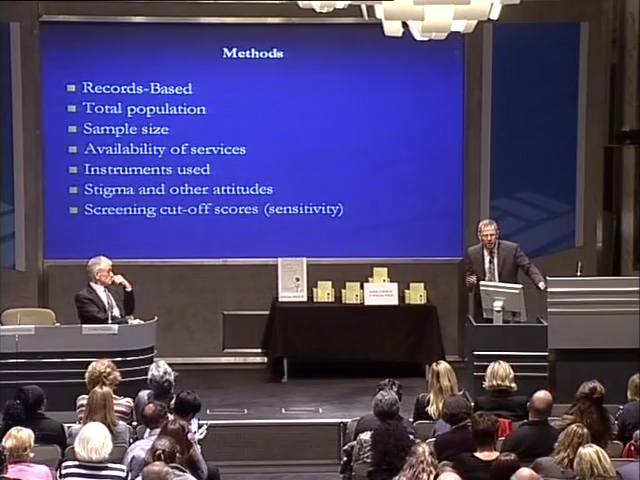 Methods
Records-Based
Total population
Sample size
Availability of services
Instruments used
Stigma and other attitudes
Screening cut-off scores (sensitivity)